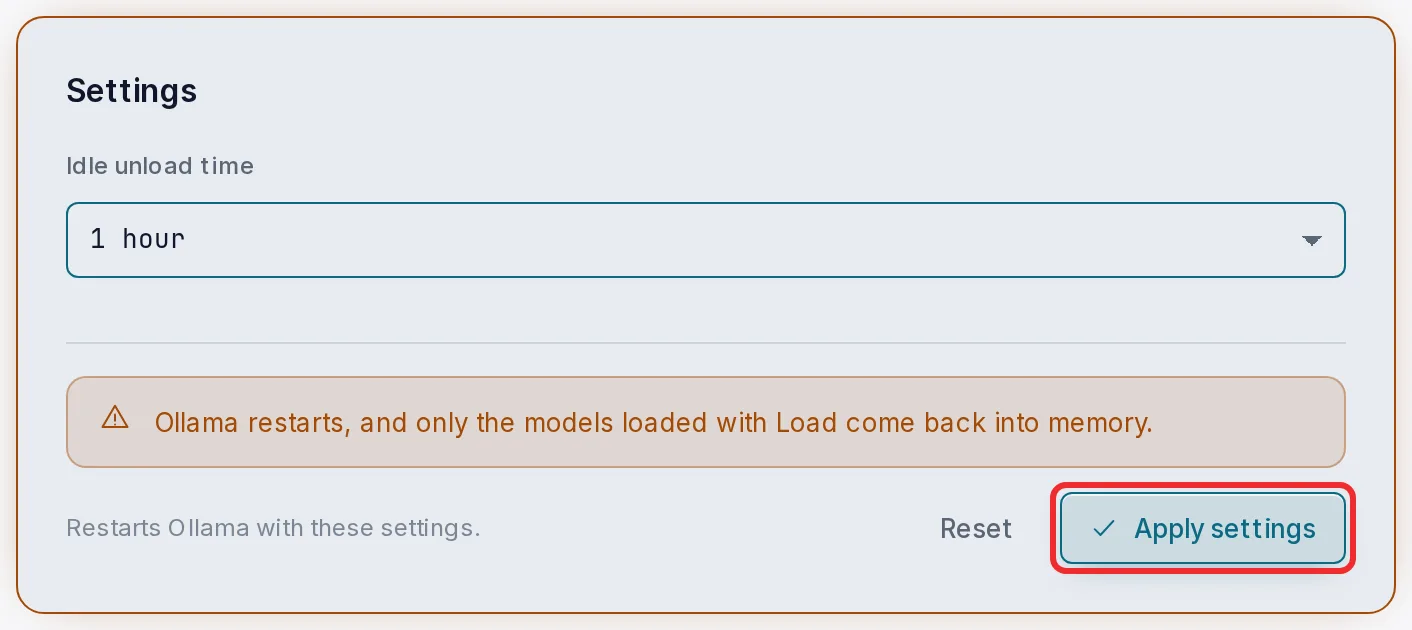 Settings
Idle unload time
1 hour
Ollama restarts, and only the models loaded with Load come back into memory.
Restarts Ollama with these settings.
Reset
Apply settings